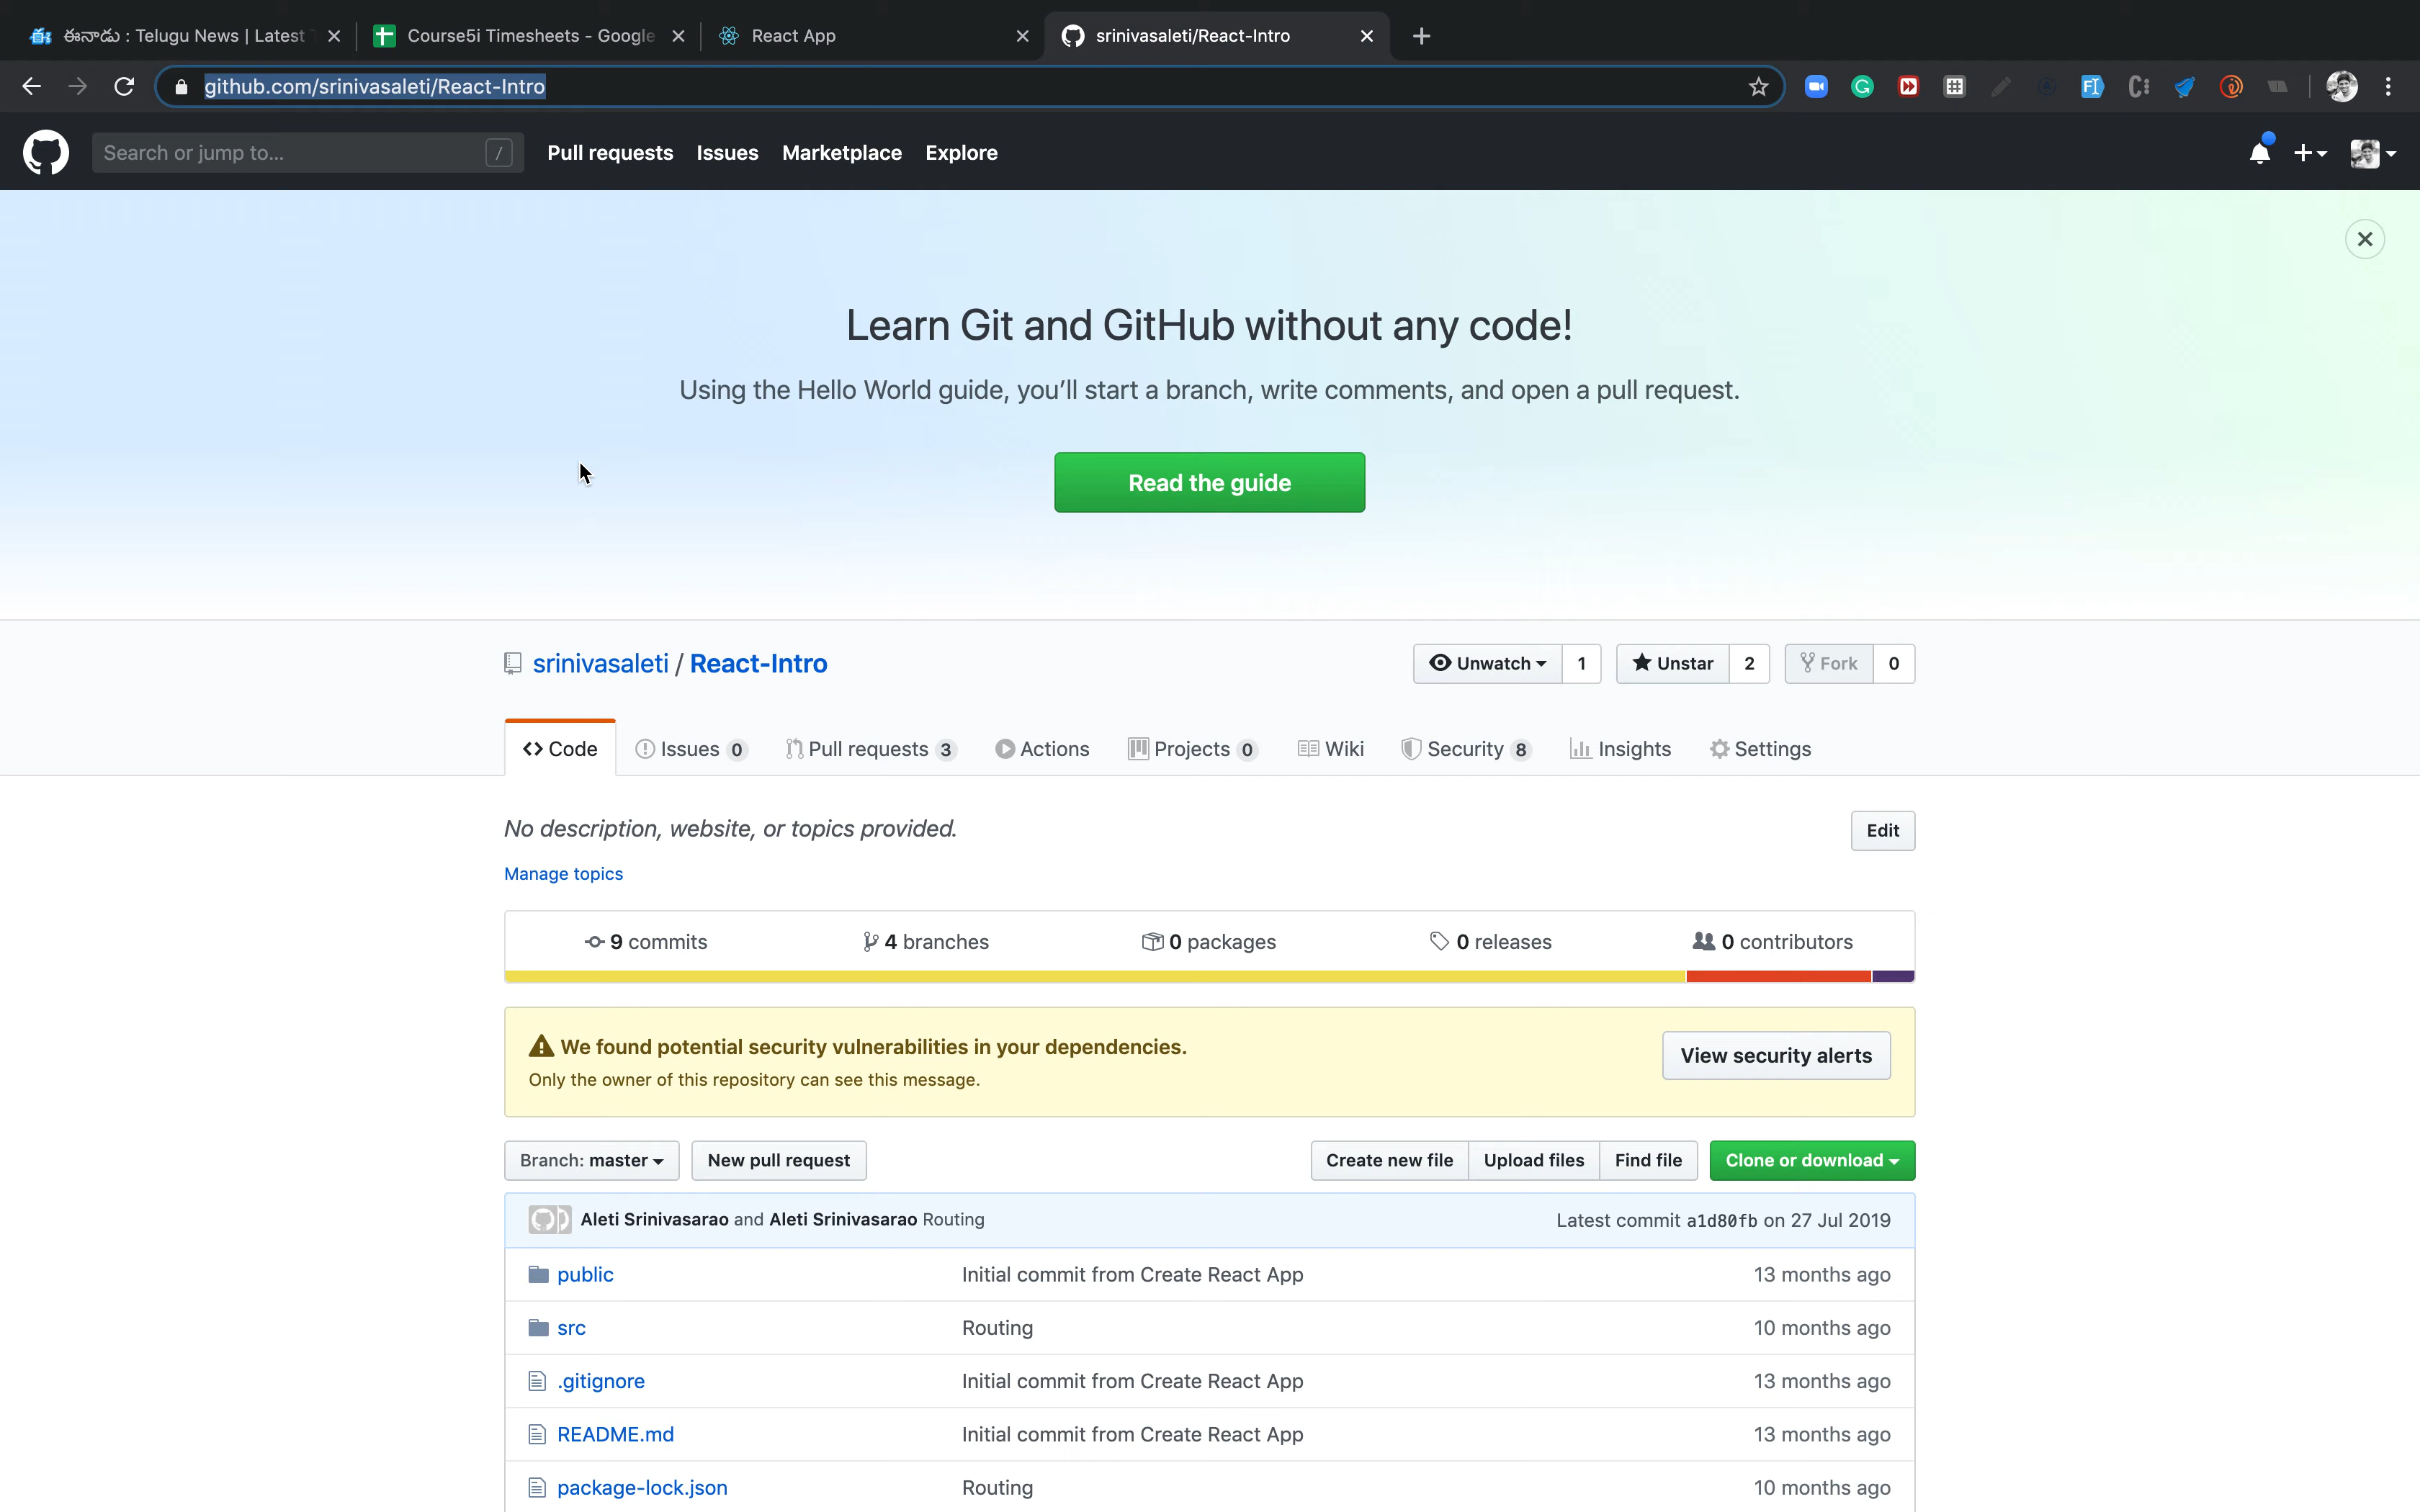 ఈనాడు : Telugu News | Latest
Course5i Timesheets - Google
React App
srinivasaleti/React-Intro
github.com/srinivasaleti/React-Intro
Search or jump to...
/
Pull requests
Issues
Marketplace
Explore
Learn Git and GitHub without any code!
Using the Hello World guide, you'll start a branch, write comments, and open a pull request.
Read the guide
srinivasaleti / React-Intro
Unwatch 1
Unstar 2
Fork 0
Code
Issues 0
Pull requests 3
Actions
Projects 0
Wiki
Security 8
Insights
Settings
No description, website, or topics provided.
Edit
Manage topics
9 commits
4 branches
0 packages
0 releases
0 contributors
We found potential security vulnerabilities in your dependencies.
Only the owner of this repository can see this message.
View security alerts
Branch: master
New pull request
Create new file
Upload files
Find file
Clone or download
Aleti Srinivasarao and Aleti Srinivasarao Routing
Latest commit a1d80fb on 27 Jul 2019
public Initial commit from Create React App 13 months ago
src Routing 10 months ago
.gitignore Initial commit from Create React App 13 months ago
README.md Initial commit from Create React App 13 months ago
package-lock.json Routing 10 months ago